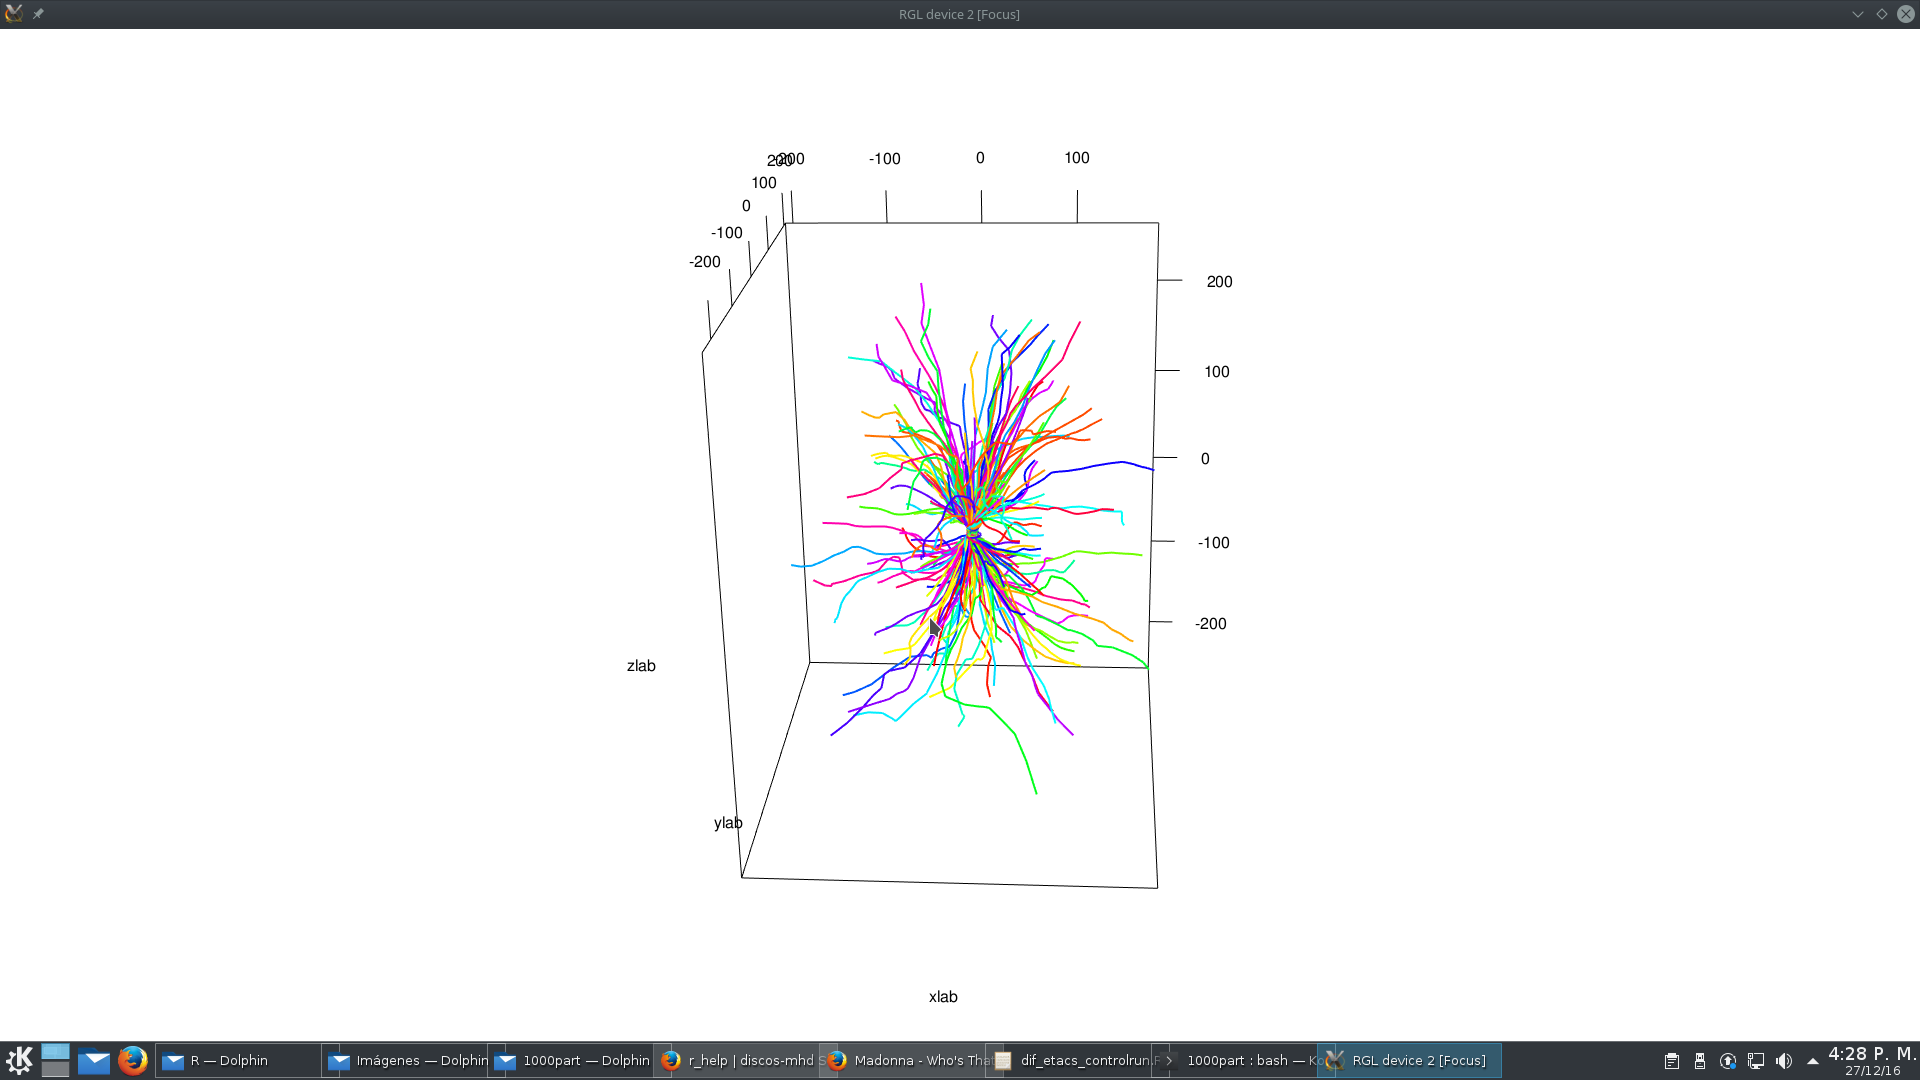 RGL device 2 [Focus]
200
-200 -100 0 100
100
0
-100
-200
200
100
0
-100
-200
zlab
ylab
xlab
R — Dolphin
Imágenes — Dolphin
1000part — Dolphin
r_help | discos-mhd S
Madonna - Who's Tha
dif_etacs_controlrun.R
1000part : bash — Ko
RGL device 2 [Focus]
4:28 P. M.
27/12/16